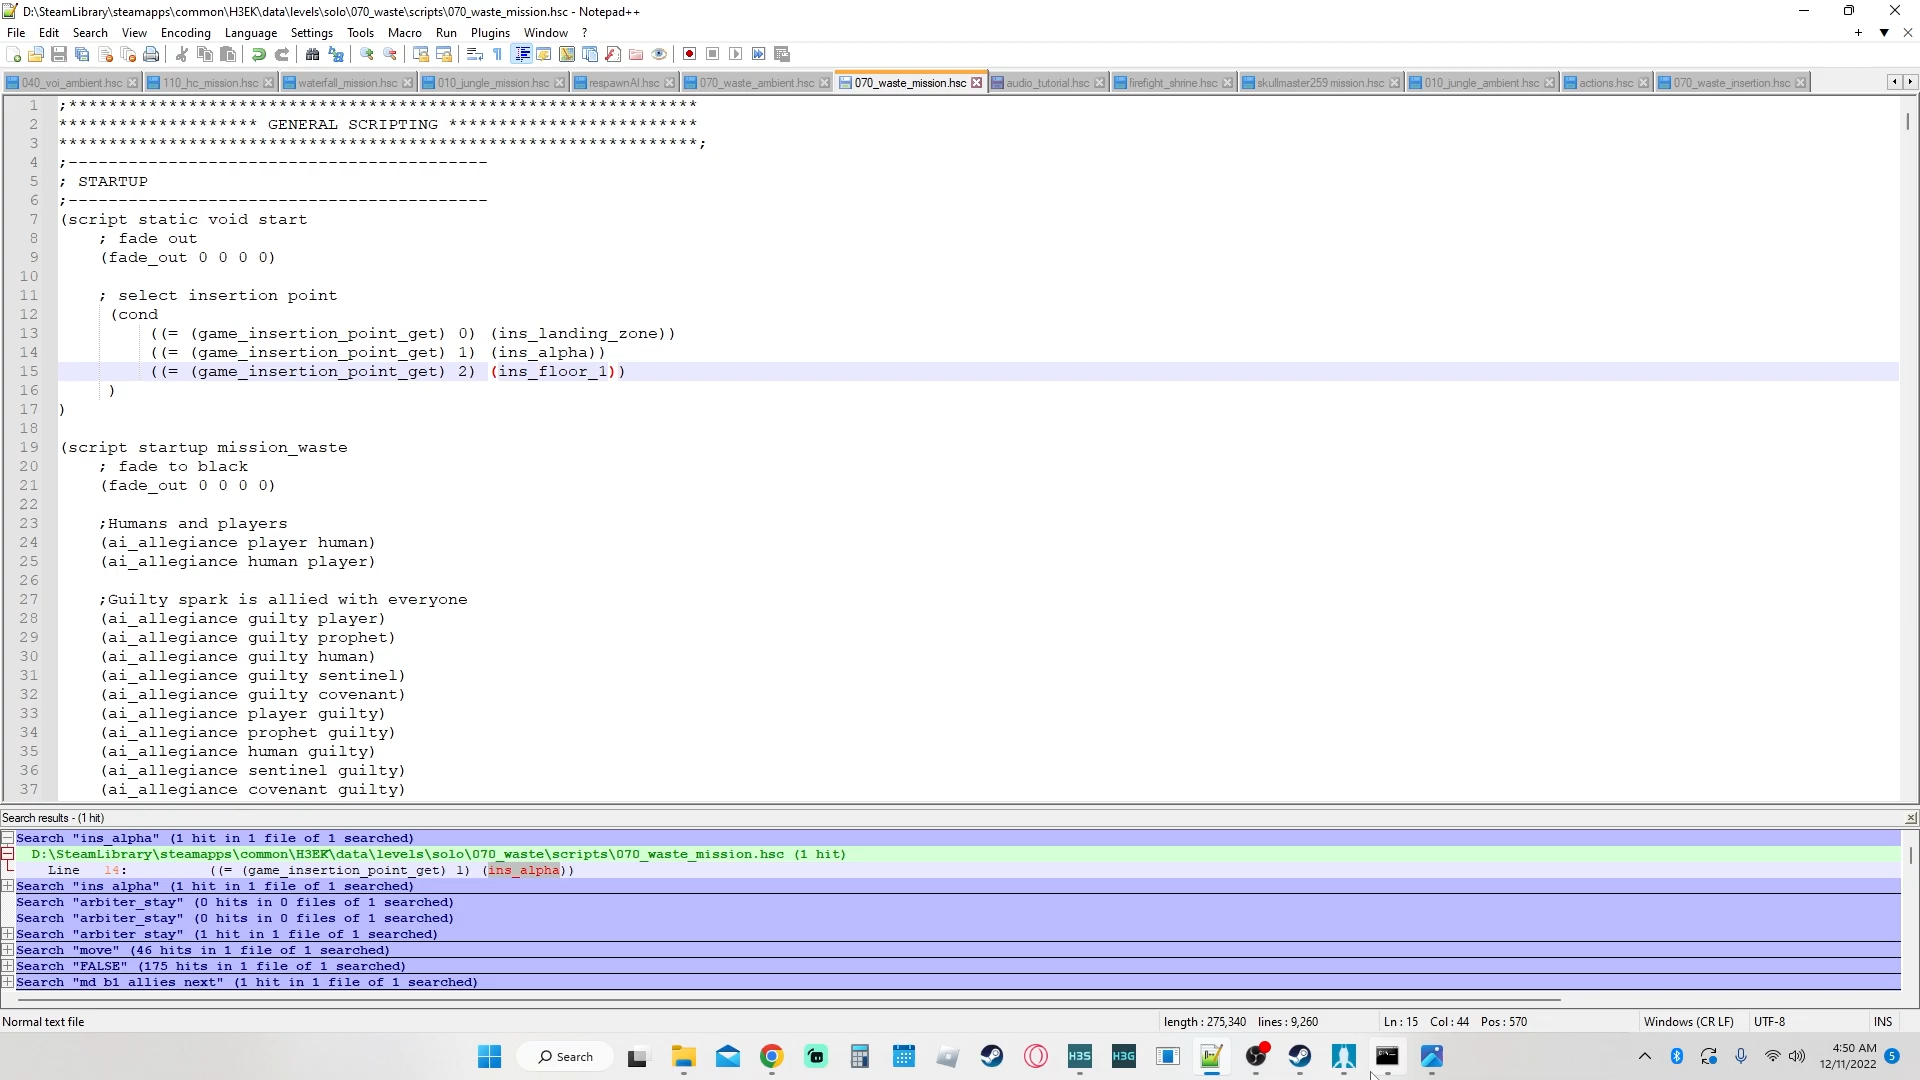 D:\SteamLibrary\steamapps\common\H3EK\data\levels\solo\070_waste\scripts\070_waste_mission.hsc - Notepad++
File Edit Search View Encoding Language Settings Tools Macro Run Plugins Window ?
040_voi_ambient.hsc 110_hc_mission.hsc waterfall_mission.hsc 010_jungle_mission.hsc respawnAI.hsc 070_waste_ambient.hsc 070_waste_mission.hsc audio_tutorial.hsc firefight_shrine.hsc skullmaster259 mission.hsc 010_jungle_ambient.hsc actions.hsc 070_waste_insertion.hsc
1 ;***************************************************************
2 ******************** GENERAL SCRIPTING *************************
3 ****************************************************************;
4 ;------------------------------------------
5 ; STARTUP
6 ;------------------------------------------
7 (script static void start
8 ; fade out
9 (fade_out 0 0 0 0)
10
11 ; select insertion point
12 (cond
13 ((= (game_insertion_point_get) 0) (ins_landing_zone))
14 ((= (game_insertion_point_get) 1) (ins_alpha))
15 ((= (game_insertion_point_get) 2) (ins_floor_1))
16 )
17 )
18
19 (script startup mission_waste
20 ; fade to black
21 (fade_out 0 0 0 0)
22
23 ;Humans and players
24 (ai_allegiance player human)
25 (ai_allegiance human player)
26
27 ;Guilty spark is allied with everyone
28 (ai_allegiance guilty player)
29 (ai_allegiance guilty prophet)
30 (ai_allegiance guilty human)
31 (ai_allegiance guilty sentinel)
32 (ai_allegiance guilty covenant)
33 (ai_allegiance player guilty)
34 (ai_allegiance prophet guilty)
35 (ai_allegiance human guilty)
36 (ai_allegiance sentinel guilty)
37 (ai_allegiance covenant guilty)
Search results - (1 hit)
Search "ins_alpha" (1 hit in 1 file of 1 searched)
D:\SteamLibrary\steamapps\common\H3EK\data\levels\solo\070_waste\scripts\070_waste_mission.hsc (1 hit)
Line 14: ((= (game_insertion_point_get) 1) (ins_alpha))
Search "ins alpha" (1 hit in 1 file of 1 searched)
Search "arbiter_stay" (0 hits in 0 files of 1 searched)
Search "arbiter_stay" (0 hits in 0 files of 1 searched)
Search "arbiter stay" (1 hit in 1 file of 1 searched)
Search "move" (46 hits in 1 file of 1 searched)
Search "FALSE" (175 hits in 1 file of 1 searched)
Search "md b1 allies next" (1 hit in 1 file of 1 searched)
Normal text file length : 275,340 lines : 9,260 Ln : 15 Col : 44 Pos : 570 Windows (CR LF) UTF-8 INS
Search H3S H3G 4:50 AM 5
12/11/2022